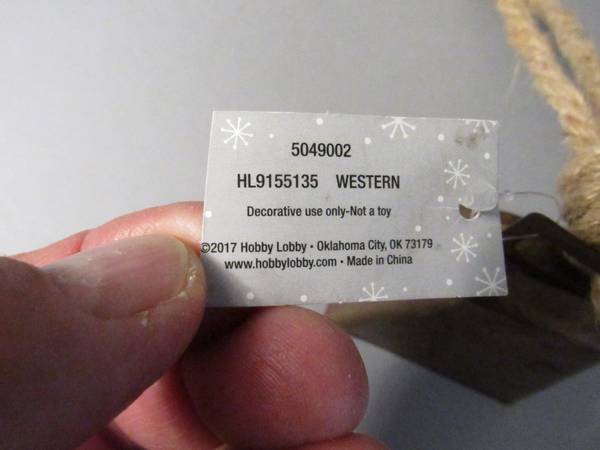 5049002
HL9155135 WESTERN
Decorative use only-Not a toy
©2017 Hobby Lobby • Oklahoma City, OK 73179
www.hobbylobby.com • Made in China